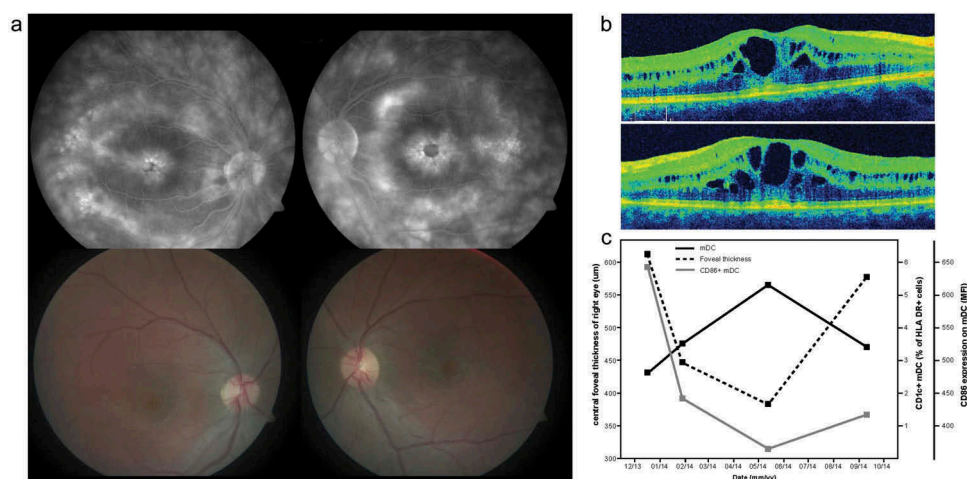 a
b
c
mDC
Foveal thickness
CD86+ mDC
central foveal thickness of right eye (um)
600
550
500
450
400
350
300
6
5
4
3
2
1
CD1c+ mDC (% of HLA DR+ cells)
650
600
550
500
450
400
CD86 expression on mDC (MFI)
12/13 01/14 02/14 03/14 04/14 05/14 06/14 07/14 08/14 09/14 10/14
Date (mm/yy)